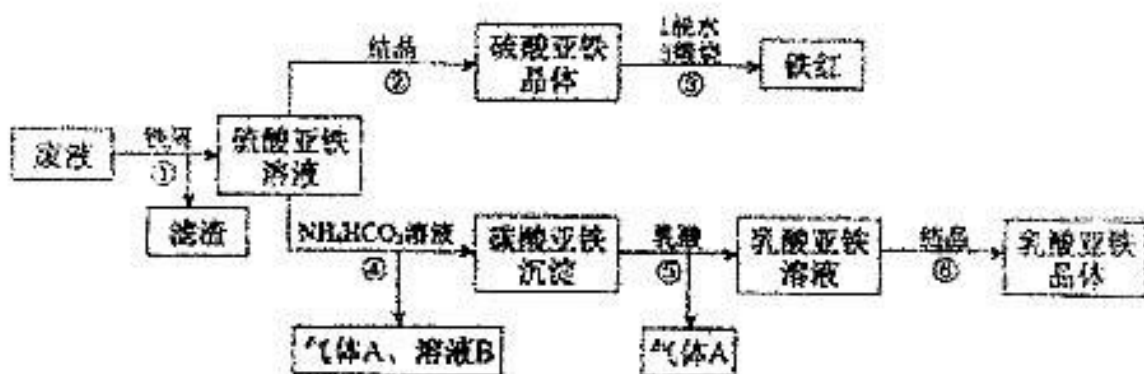 结晶
②
硫酸亚铁
晶体
③
铁红
废液
铁屑
①
硫酸亚铁
溶液
滤渣
NH₄HCO₃溶液
④
碳酸亚铁
沉淀
乳酸
⑤
乳酸亚铁
溶液
结晶
⑥
乳酸亚铁
晶体
气体A、溶液B
气体A